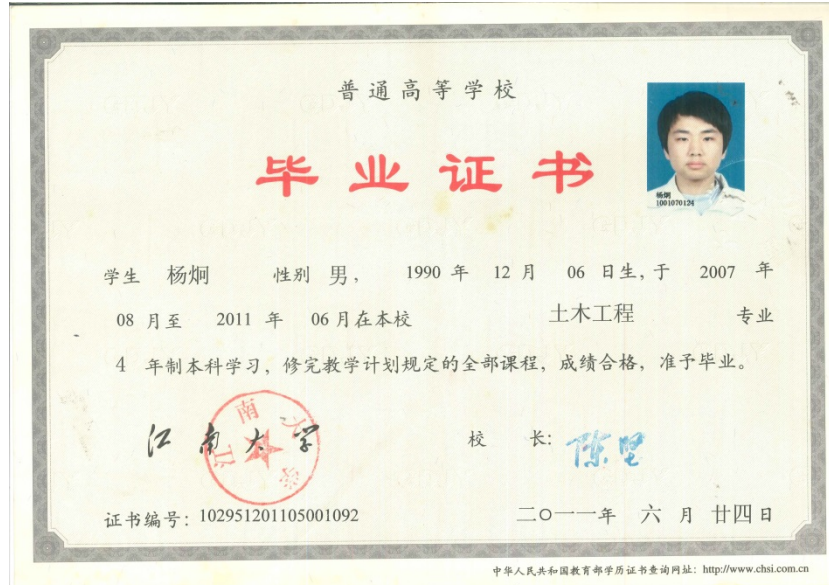 普通高等学校
毕业证书
杨炯
1001070124
学生 杨炯 性别 男， 1990 年 12 月 06 日生，于 2007 年
08 月至 2011 年 06 月在本校 土木工程 专业
4 年制本科学习，修完教学计划规定的全部课程，成绩合格，准予毕业。
江南大学 校 长：陈坚
江南大学
证书编号：102951201105001092 二〇一一年 六 月 廿四 日
中华人民共和国教育部学历证书查询网址：http://www.chsi.com.cn